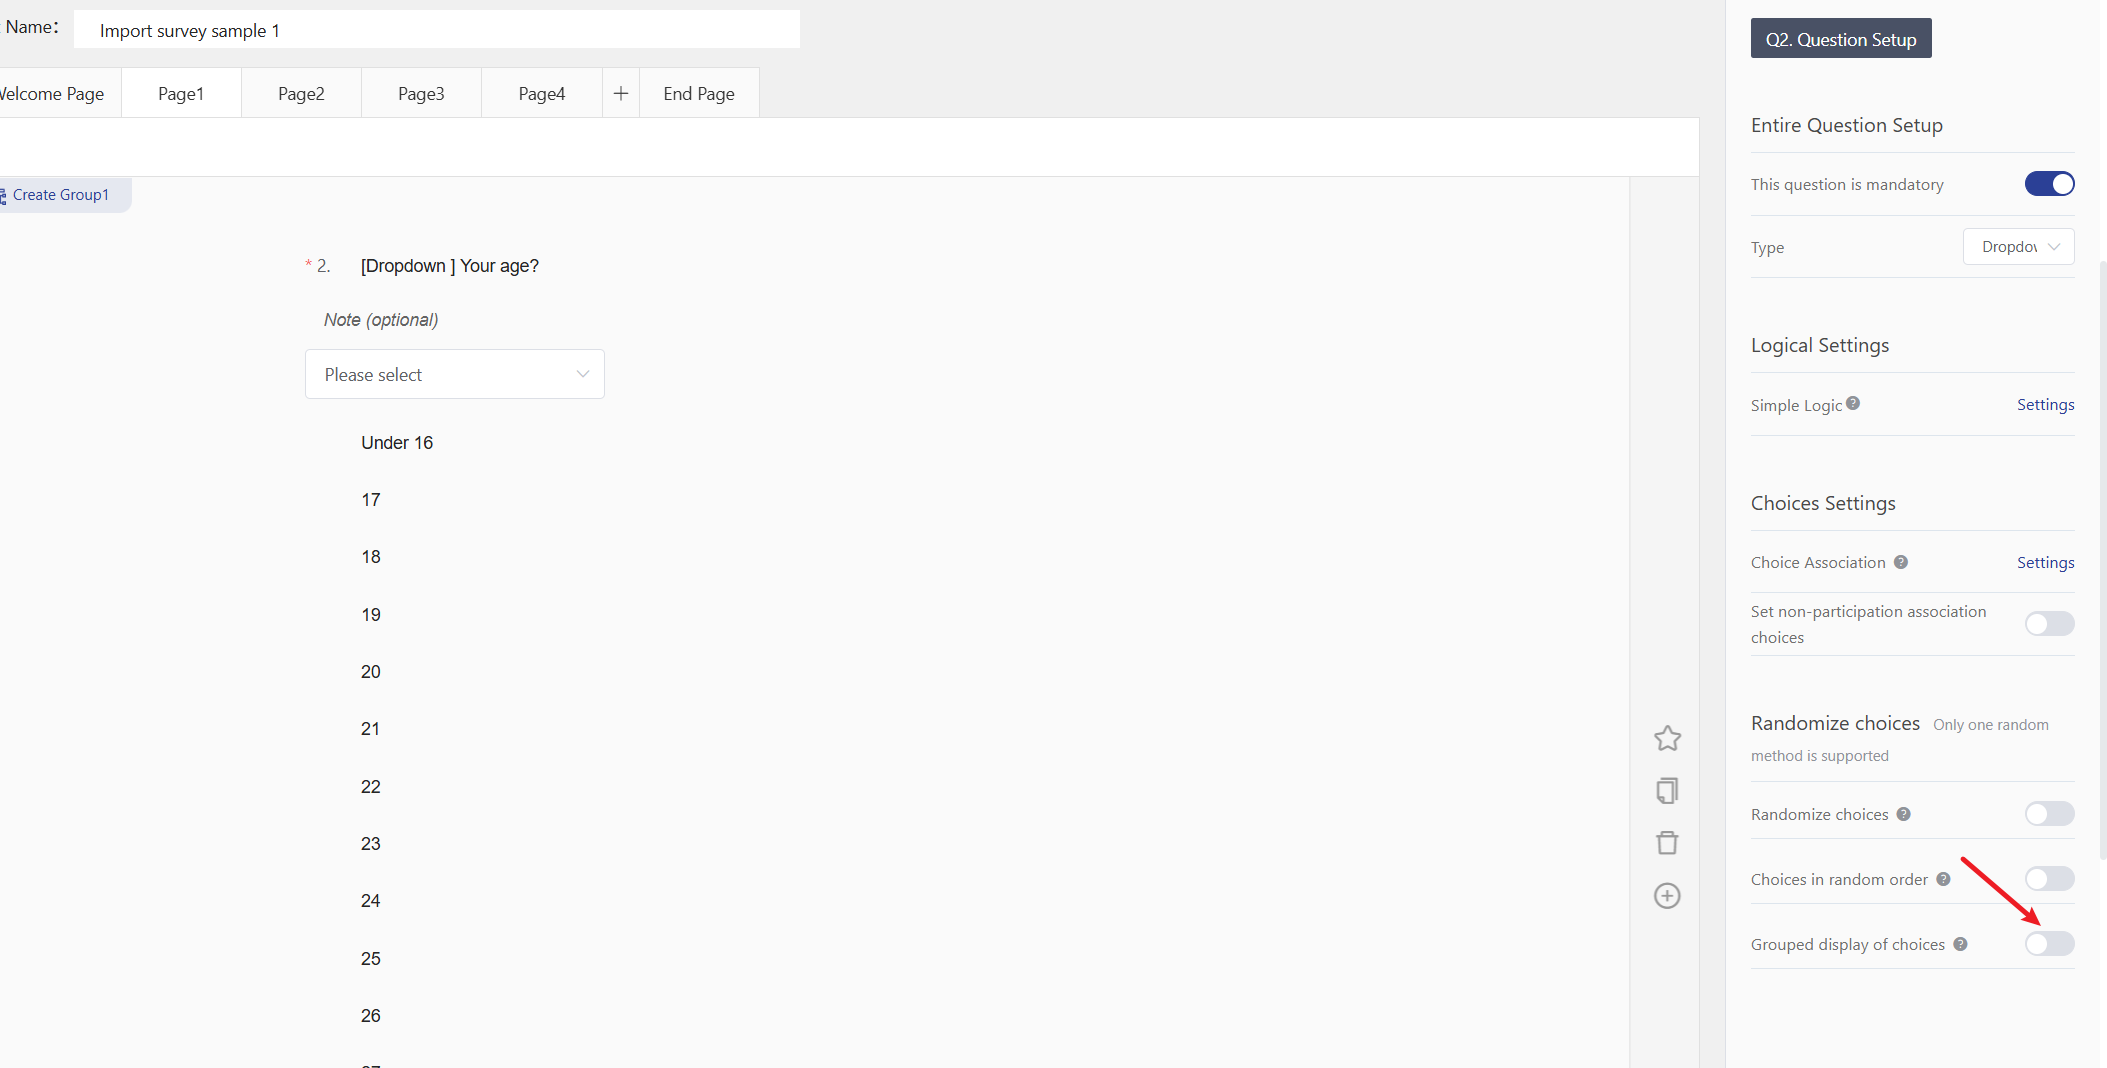 Name：
Import survey sample 1
Welcome Page
Page1
Page2
Page3
Page4
End Page
Create Group1
* 2. [Dropdown ] Your age?
Note (optional)
Please select
Under 16
17
18
19
20
21
22
23
24
25
26
Q2. Question Setup
Entire Question Setup
This question is mandatory
Type
Dropdov
Logical Settings
Simple Logic
Settings
Choices Settings
Choice Association
Settings
Set non-participation association
choices
Randomize choices Only one random
method is supported
Randomize choices
Choices in random order
Grouped display of choices